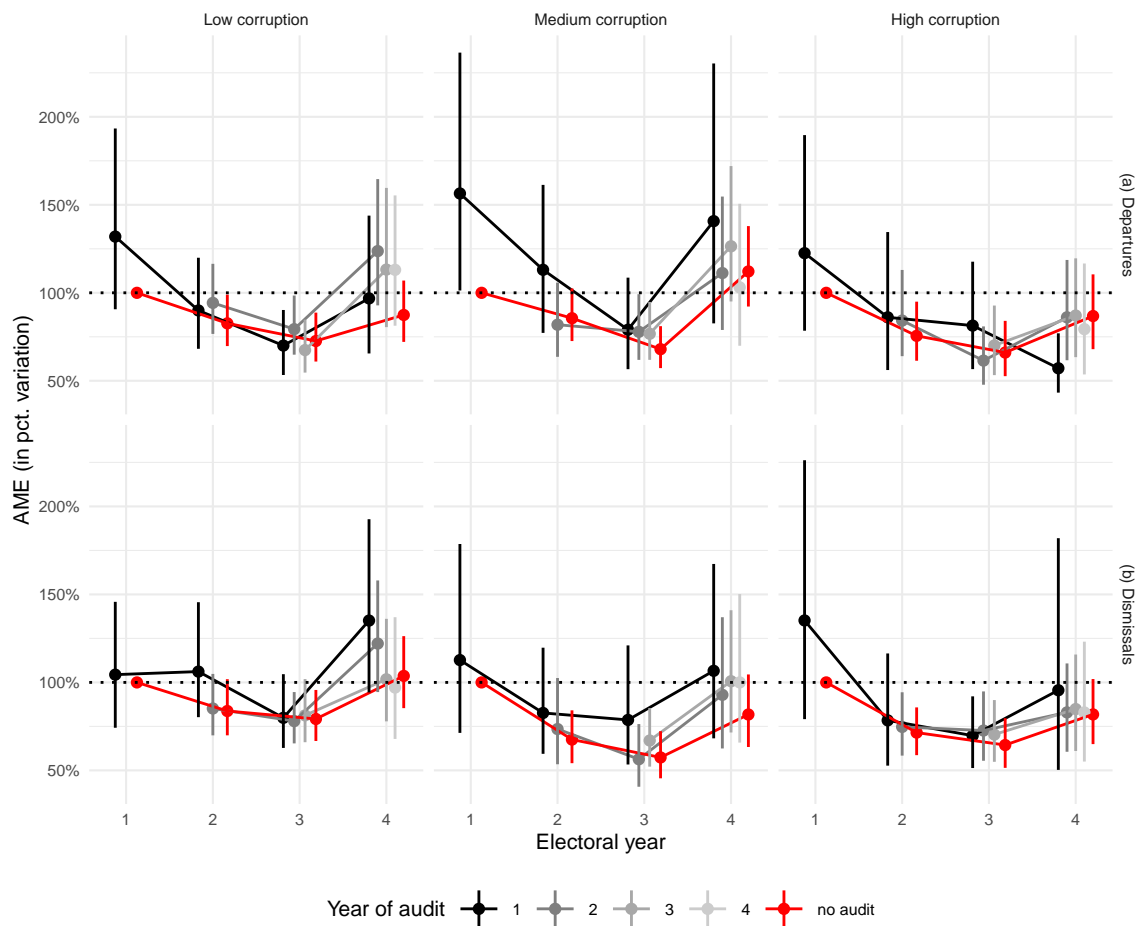 Low corruption Medium corruption High corruption
200%
150%
100%
50%
(a) Departures
AME (in pct. variation)
200%
150%
100%
50%
(b) Dismissals
1 2 3 4 1 2 3 4 1 2 3 4
Electoral year
Year of audit 1 2 3 4 no audit